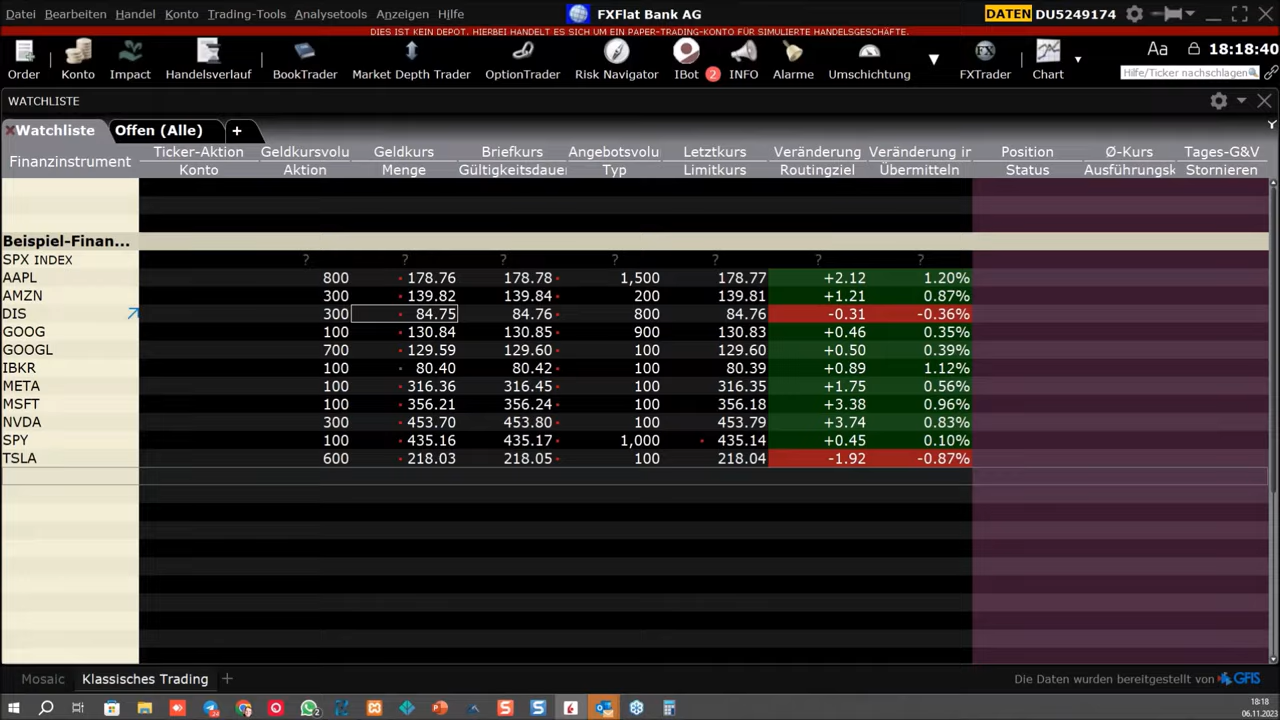 Datei Bearbeiten Handel Konto Trading-Tools Analysetools Anzeigen Hilfe FXFlat Bank AG DATEN DU5249174
DIES IST KEIN DEPOT. HIERBEI HANDELT ES SICH UM EIN PAPER-TRADING-KONTO FÜR SIMULIERTE HANDELSGESCHÄFTE.
Aa 18:18:40
FX
Order Konto Impact Handelsverlauf BookTrader Market Depth Trader OptionTrader Risk Navigator IBot 2 INFO Alarme Umschichtung FXTrader Chart Hilfe/Ticker nachschlagen
WATCHLISTE
Watchliste Offen (Alle) +
Finanzinstrument
Ticker-Aktion Geldkursvolu Geldkurs Briefkurs Angebotsvolu Letztkurs Veränderung Veränderung ir Position Ø-Kurs Tages-G&V
Konto Aktion Menge Gültigkeitsdaue Typ Limitkurs Routingziel Übermitteln Status Ausführungsk Stornieren
Beispiel-Finan...
SPX INDEX ? ? ? ? ? ? ?
AAPL 800 178.76 178.78 1,500 178.77 +2.12 1.20%
AMZN 300 139.82 139.84 200 139.81 +1.21 0.87%
DIS 300 84.75 84.76 800 84.76 -0.31 -0.36%
GOOG 100 130.84 130.85 900 130.83 +0.46 0.35%
GOOGL 700 129.59 129.60 100 129.60 +0.50 0.39%
IBKR 100 80.40 80.42 100 80.39 +0.89 1.12%
META 100 316.36 316.45 100 316.35 +1.75 0.56%
MSFT 100 356.21 356.24 100 356.18 +3.38 0.96%
NVDA 300 453.70 453.80 100 453.79 +3.74 0.83%
SPY 100 435.16 435.17 1,000 435.14 +0.45 0.10%
TSLA 600 218.03 218.05 100 218.04 -1.92 -0.87%
Mosaic Klassisches Trading + Die Daten wurden bereitgestellt von GFIS
18:18
06.11.2023